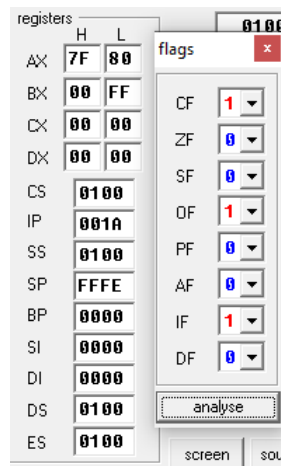 registers
0100
H L
AX 7F 80
BX 00 FF
CX 00 00
DX 00 00
CS 0100
IP 001A
SS 0100
SP FFFE
BP 0000
SI 0000
DI 0000
DS 0100
ES 0100
flags x
CF 1
ZF 0
SF 0
OF 1
PF 0
AF 0
IF 1
DF 0
analyse
screen